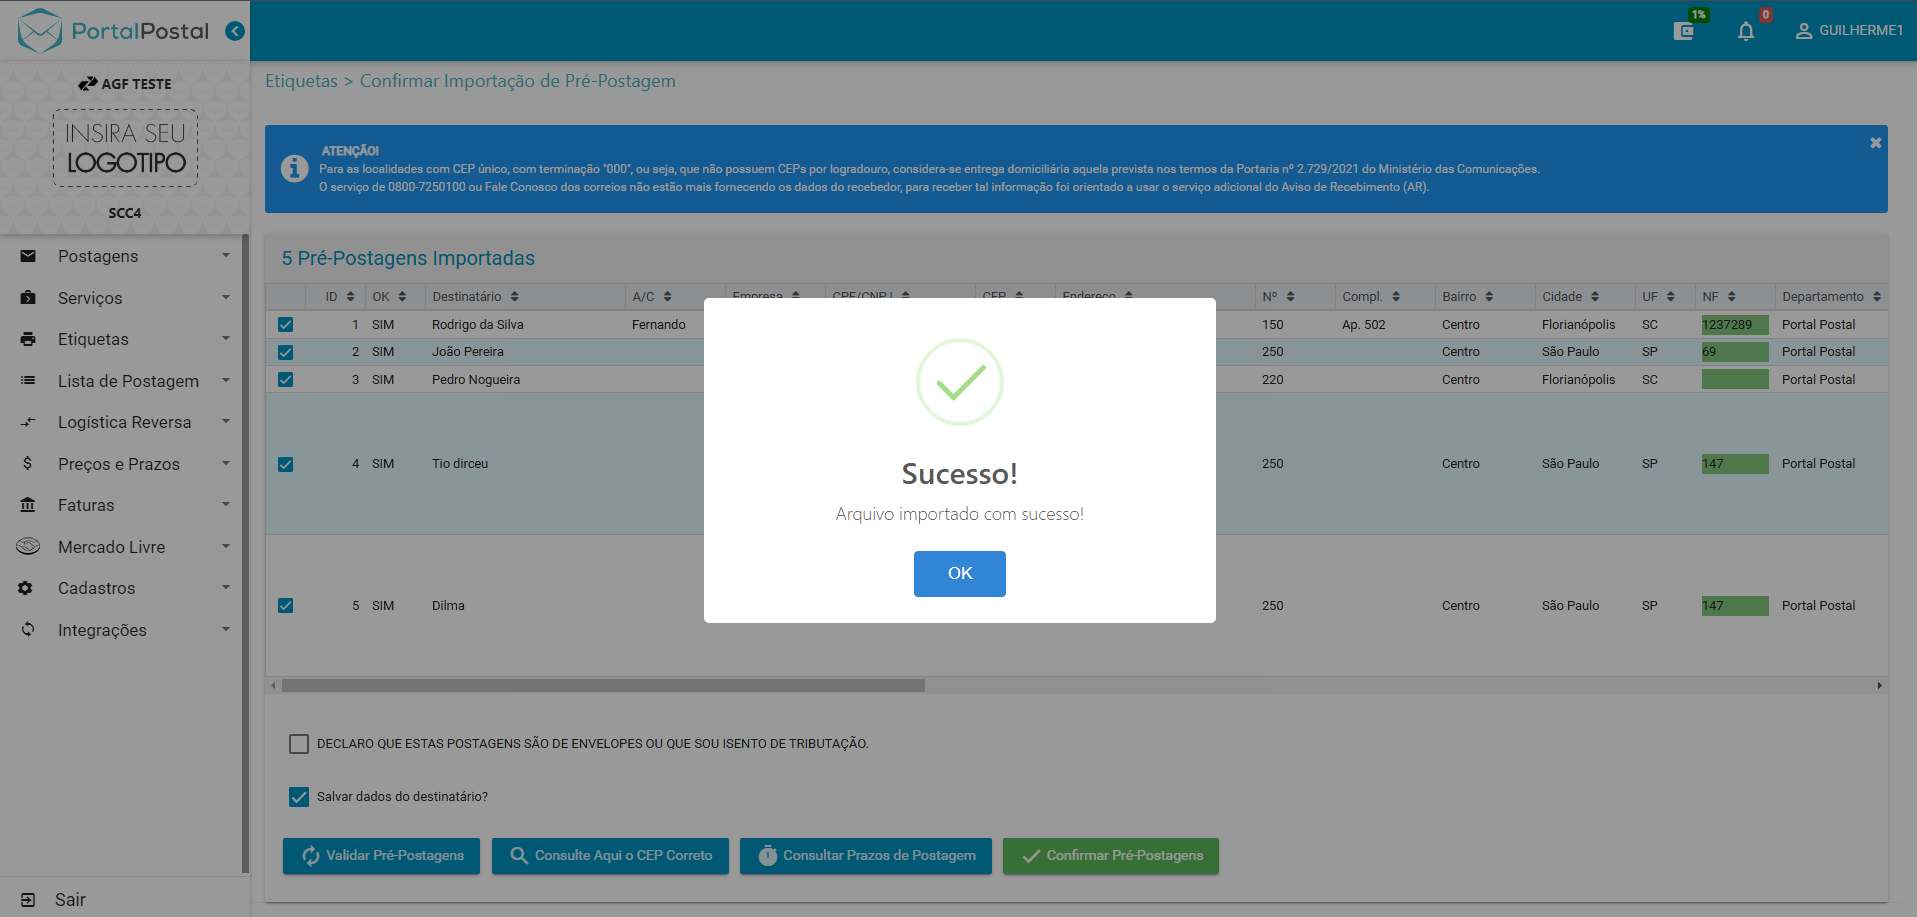 PortalPostal
1%
0
GUILHERME1
AGF TESTE
INSIRA SEU
LOGOTIPO
SCC4
Postagens
Serviços
Etiquetas
Lista de Postagem
Logística Reversa
Preços e Prazos
Faturas
Mercado Livre
Cadastros
Integrações
Sair
Etiquetas > Confirmar Importação de Pré-Postagem
ATENÇÃO!
Para as localidades com CEP único, com terminação "000", ou seja, que não possuem CEPs por logradouro, considera-se entrega domiciliária aquela prevista nos termos da Portaria nº 2.729/2021 do Ministério das Comunicações.
O serviço de 0800-7250100 ou Fale Conosco dos correios não estão mais fornecendo os dados do recebedor, para receber tal informação foi orientado a usar o serviço adicional do Aviso de Recebimento (AR).
5 Pré-Postagens Importadas
ID OK Destinatário A/C Empresa CPF/CNPJ CEP Endereço Nº Compl. Bairro Cidade UF NF Departamento
1 SIM Rodrigo da Silva Fernando 150 Ap. 502 Centro Florianópolis SC 1237289 Portal Postal
2 SIM João Pereira 250 Centro São Paulo SP 69 Portal Postal
3 SIM Pedro Nogueira 220 Centro Florianópolis SC Portal Postal
4 SIM Tio dirceu 250 Centro São Paulo SP 147 Portal Postal
5 SIM Dilma 250 Centro São Paulo SP 147 Portal Postal
Sucesso!
Arquivo importado com sucesso!
OK
DECLARO QUE ESTAS POSTAGENS SÃO DE ENVELOPES OU QUE SOU ISENTO DE TRIBUTAÇÃO.
Salvar dados do destinatário?
Validar Pré-Postagens
Consulte Aqui o CEP Correto
Consultar Prazos de Postagem
Confirmar Pré-Postagens